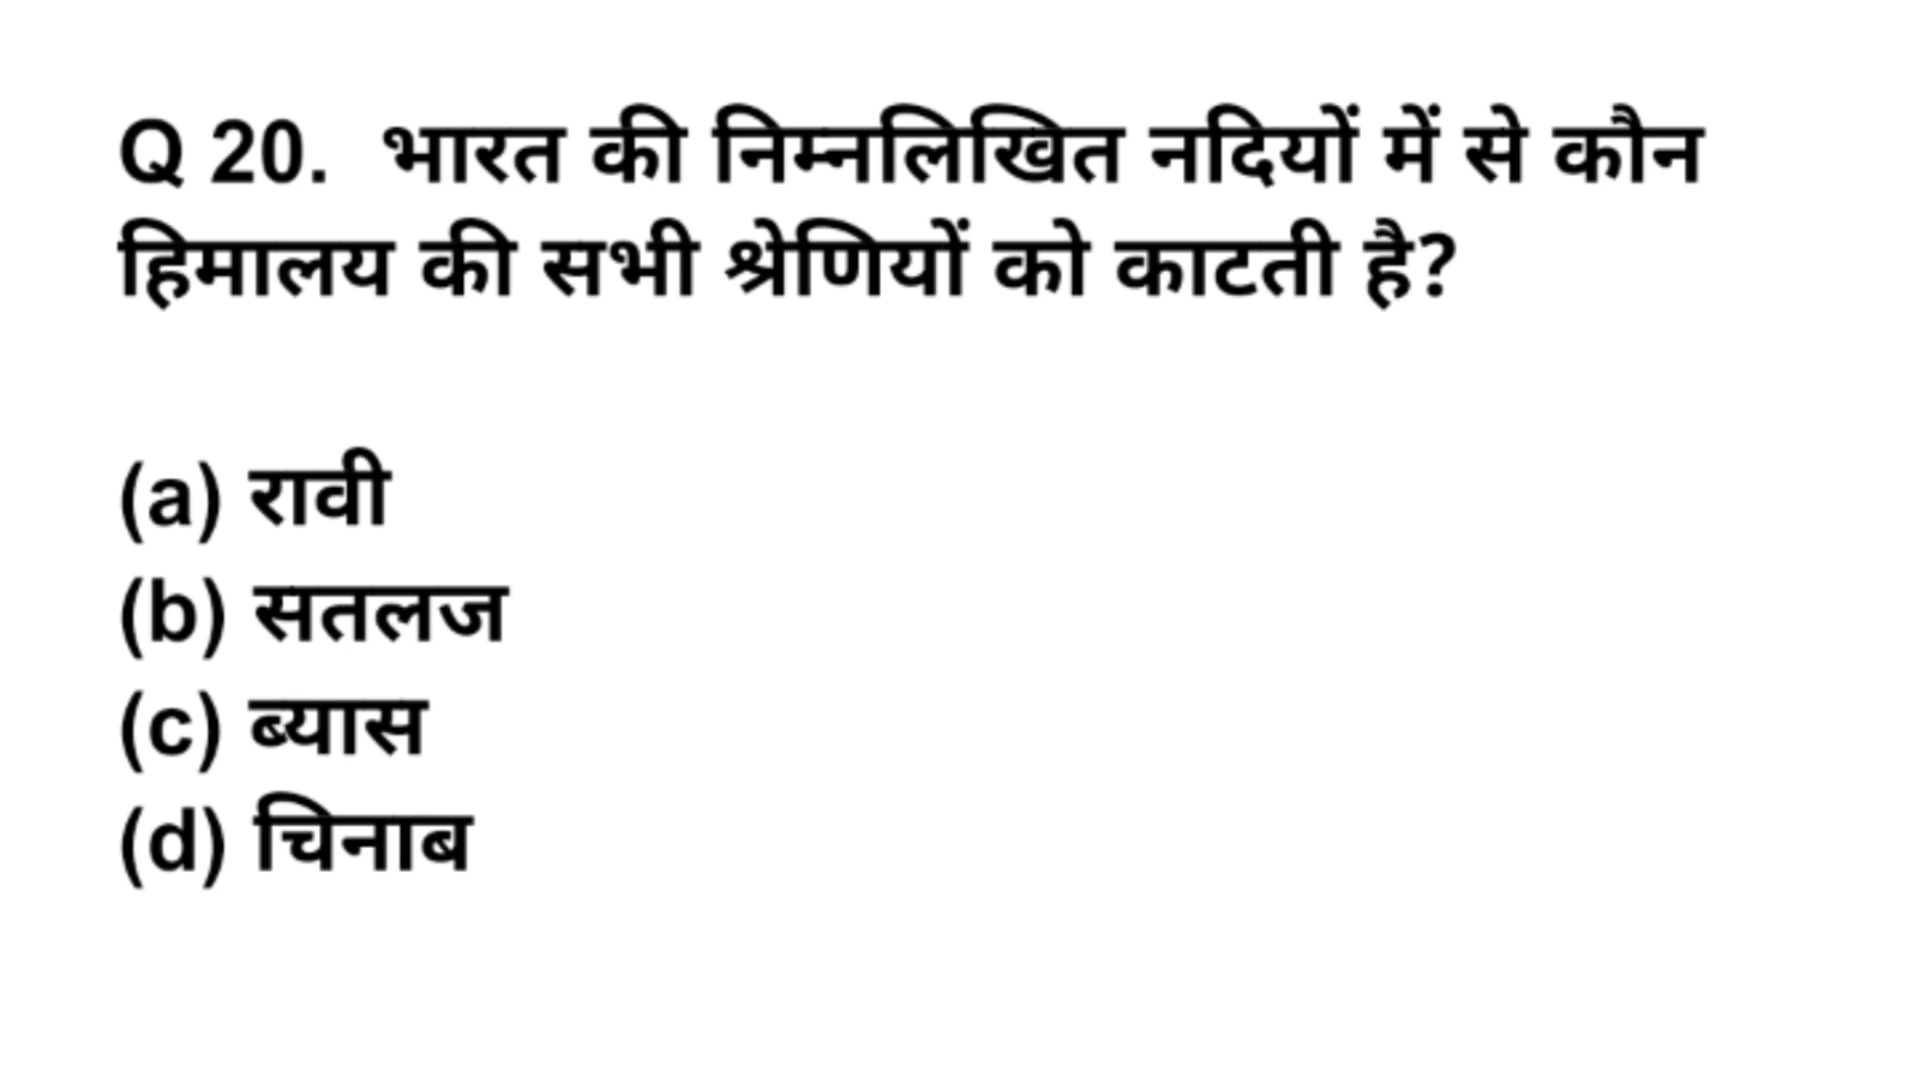 Q 20. भारत की निम्नलिखित नदियों में से कौन
हिमालय की सभी श्रेणियों को काटती है?
(a) रावी
(b) सतलज
(c) ब्यास
(d) चिनाब